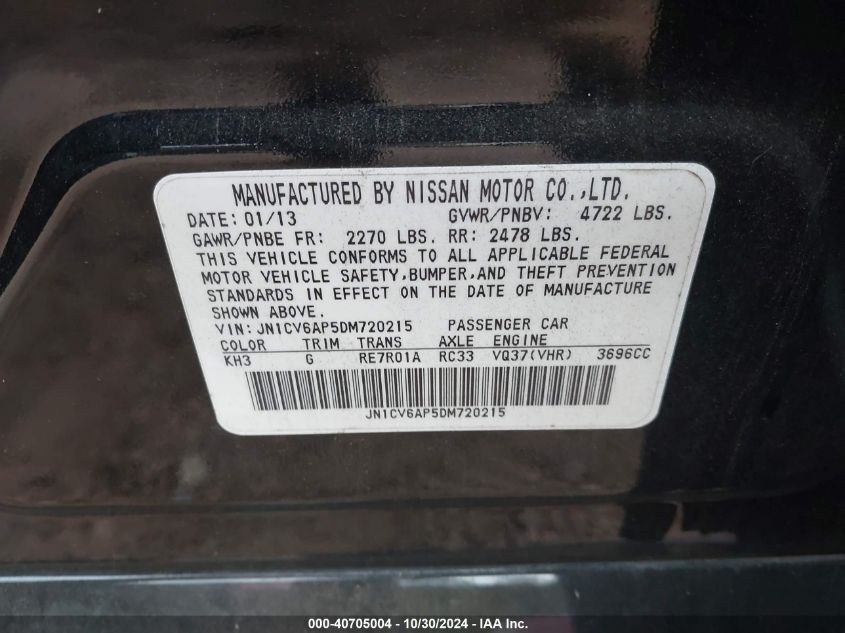 MANUFACTURED BY NISSAN MOTOR CO.,LTD.
DATE: 01/13 GVWR/PNBV: 4722 LBS.
GAWR/PNBE FR: 2270 LBS. RR: 2478 LBS.
THIS VEHICLE CONFORMS TO ALL APPLICABLE FEDERAL
MOTOR VEHICLE SAFETY,BUMPER,AND THEFT PREVENTION
STANDARDS IN EFFECT ON THE DATE OF MANUFACTURE
SHOWN ABOVE.
VIN: JN1CV6AP5DM720215 PASSENGER CAR
COLOR TRIM TRANS AXLE ENGINE
KH3 G RE7R01A RC33 VQ37(VHR) 3696CC
JN1CV6AP5DM720215
000-40705004 - 10/30/2024 - IAA Inc.